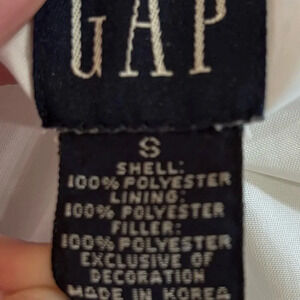 GAP
S
SHELL:
100% POLYESTER
LINING:
100% POLYESTER
FILLER:
100% POLYESTER
EXCLUSIVE OF
DECORATION
MADE IN KOREA